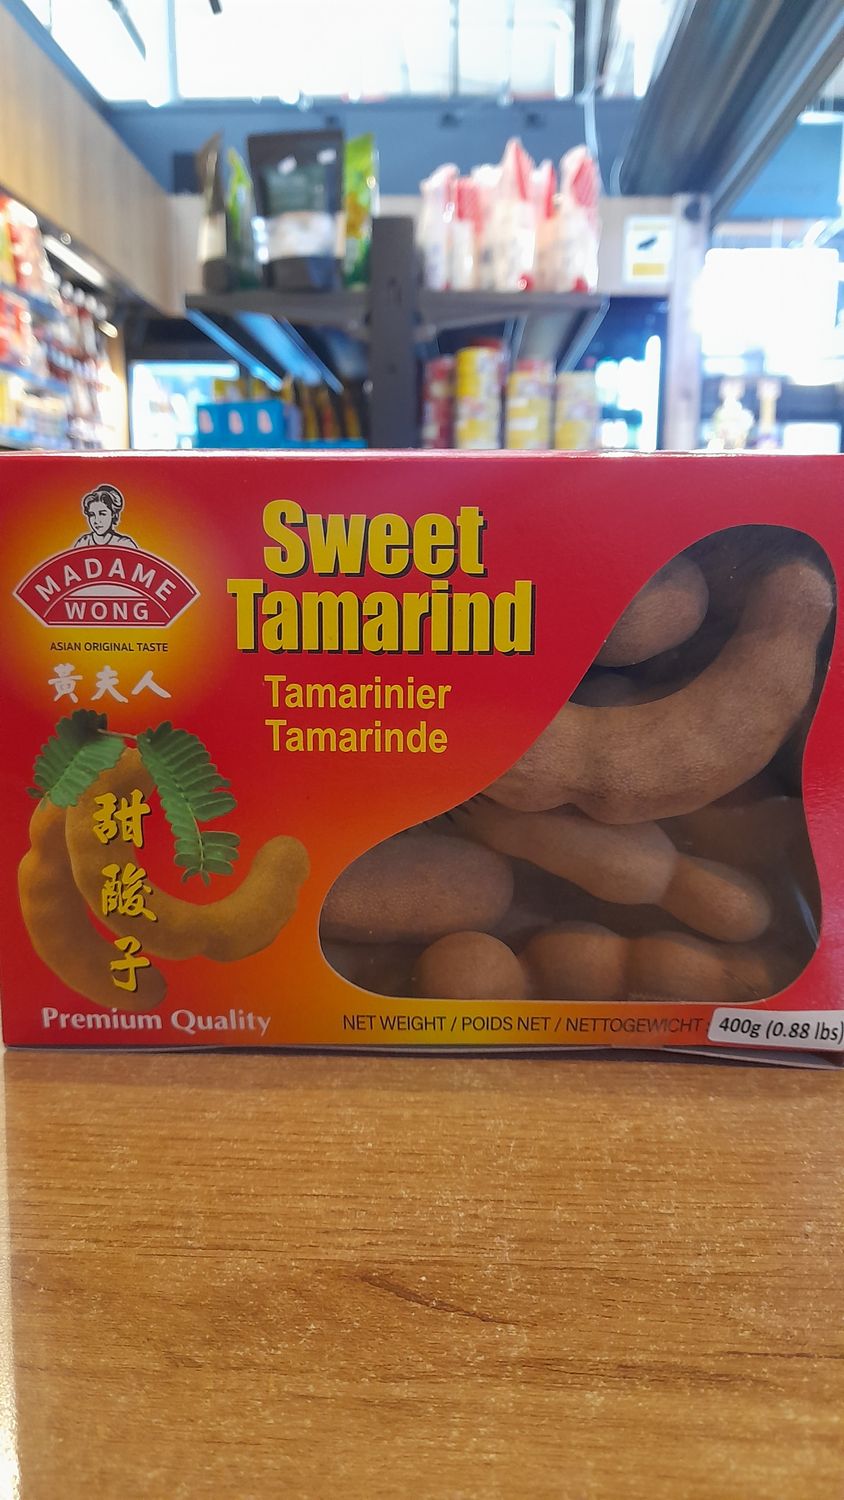 MADAME
WONG
ASIAN ORIGINAL TASTE
黃夫人
Sweet
Tamarind
Tamarinier
Tamarinde
甜
酸
子
Premium Quality
NET WEIGHT / POIDS NET / NETTOGEWICHT : 400g (0.88 lbs)